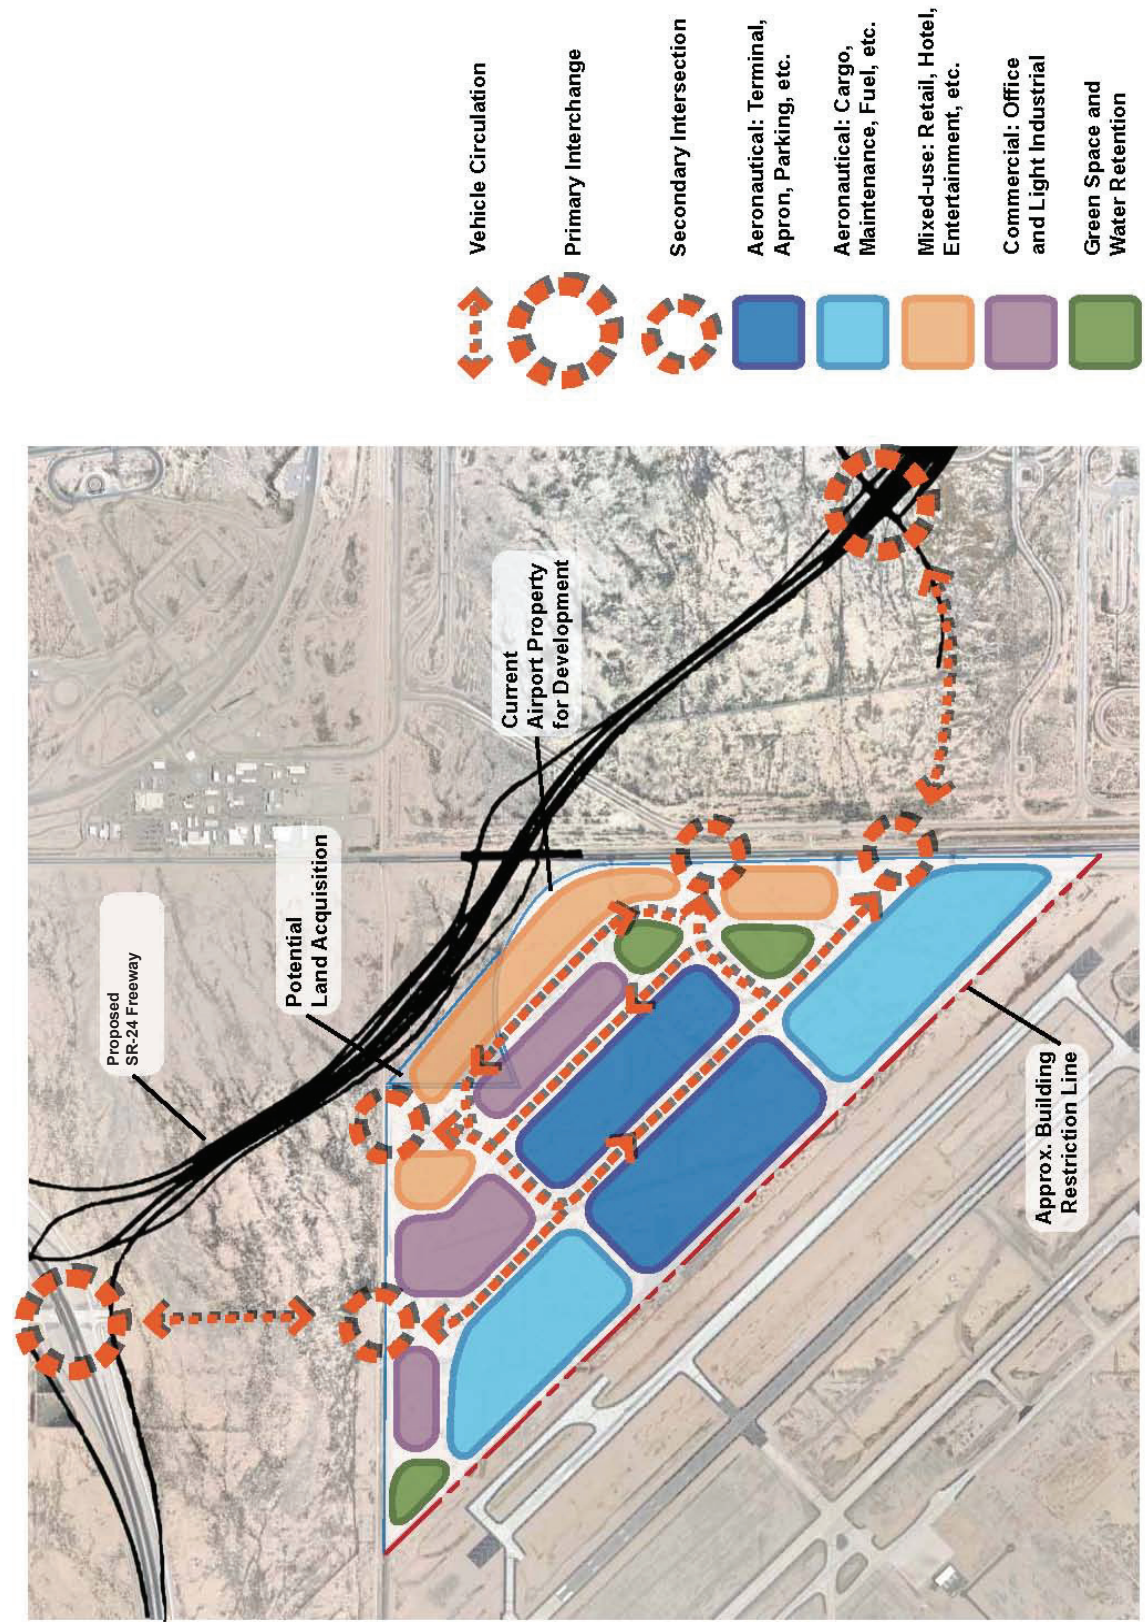 Proposed
SR-24 Freeway
Potential
Land Acquisition
Current
Airport Property
for Development
Approx. Building
Restriction Line
Vehicle Circulation
Primary Interchange
Secondary Intersection
Aeronautical: Terminal,
Apron, Parking, etc.
Aeronautical: Cargo,
Maintenance, Fuel, etc.
Mixed-use: Retail, Hotel,
Entertainment, etc.
Commercial: Office
and Light Industrial
Green Space and
Water Retention